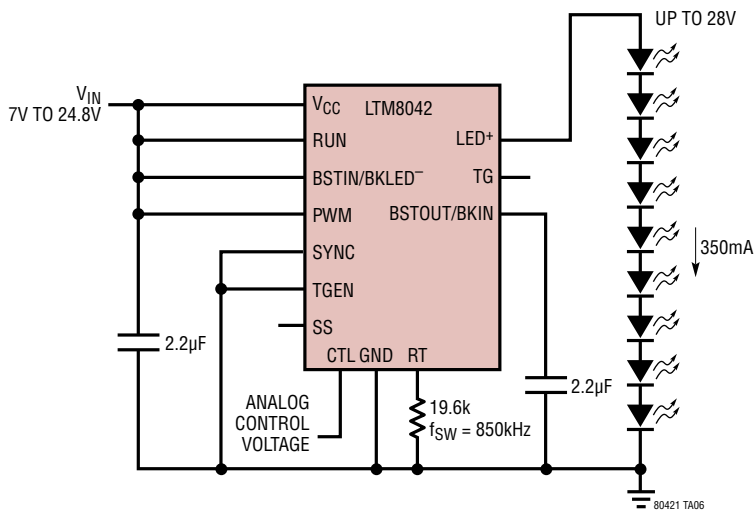 UP TO 28V
VIN
7V TO 24.8V
VCC
LTM8042
RUN
LED+
BSTIN/BKLED–
TG
PWM
BSTOUT/BKIN
SYNC
350mA
TGEN
SS
2.2µF
CTL GND RT
2.2µF
ANALOG
CONTROL
VOLTAGE
19.6k
fSW = 850kHz
80421 TA06